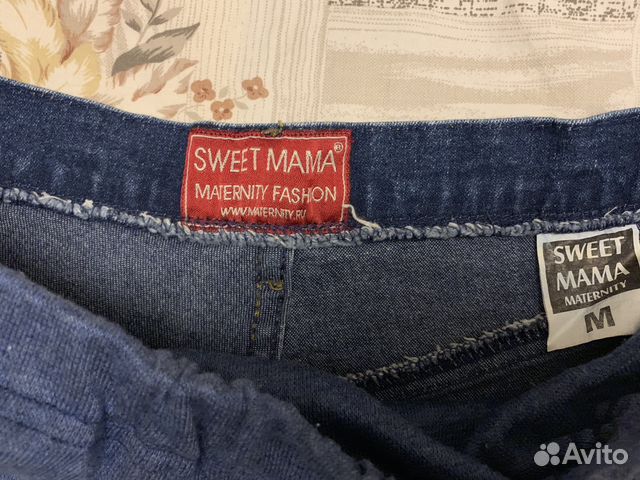 SWEET MAMA®
MATERNITY FASHION
WWW.MATERNITY.RU
SWEET
MAMA
MATERNITY
M
Avito